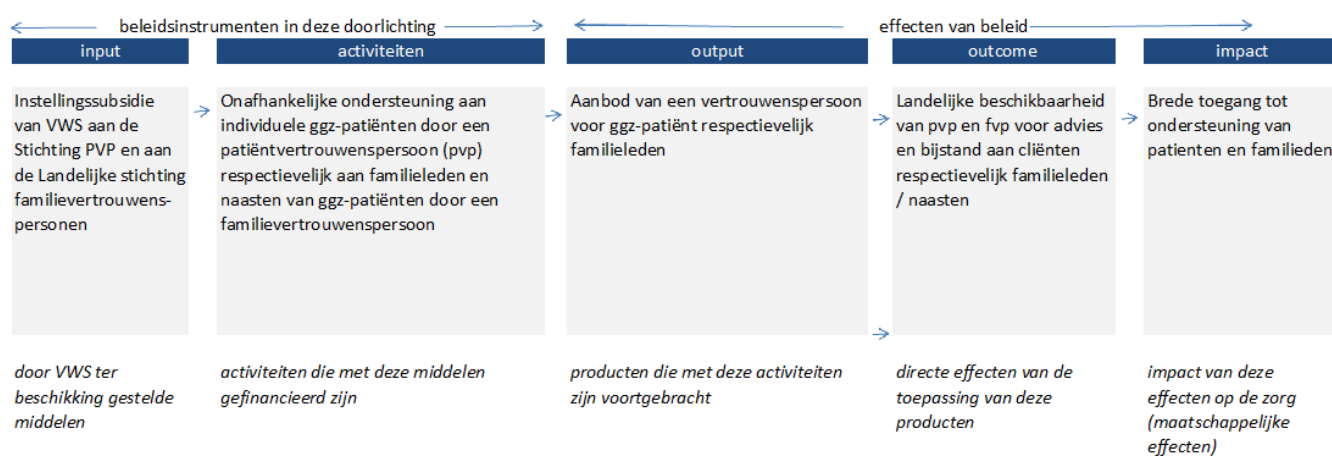 beleidsinstrumenten in deze doorlichting
effecten van beleid
input
activiteiten
output
outcome
impact
Instellingssubsidie
van VWS aan de
Stichting PVP en aan
de Landelijke stichting
familievertrouwens-
personen
Onafhankelijke ondersteuning aan
individuele ggz-patiënten door een
patiëntvertrouwenspersoon (pvp)
respectievelijk aan familieleden en
naasten van ggz-patiënten door een
familievertrouwenspersoon
Aanbod van een vertrouwenspersoon
voor ggz-patiënt respectievelijk
familieleden
Landelijke beschikbaarheid
van pvp en fvp voor advies
en bijstand aan cliënten
respectievelijk familieleden
/ naasten
Brede toegang tot
ondersteuning van
patienten en familieden
door VWS ter
beschikking gestelde
middelen
activiteiten die met deze middelen
gefinancierd zijn
producten die met deze activiteiten
zijn voortgebracht
directe effecten van de
toepassing van deze
producten
impact van deze
effecten op de zorg
(maatschappelijke
effecten)